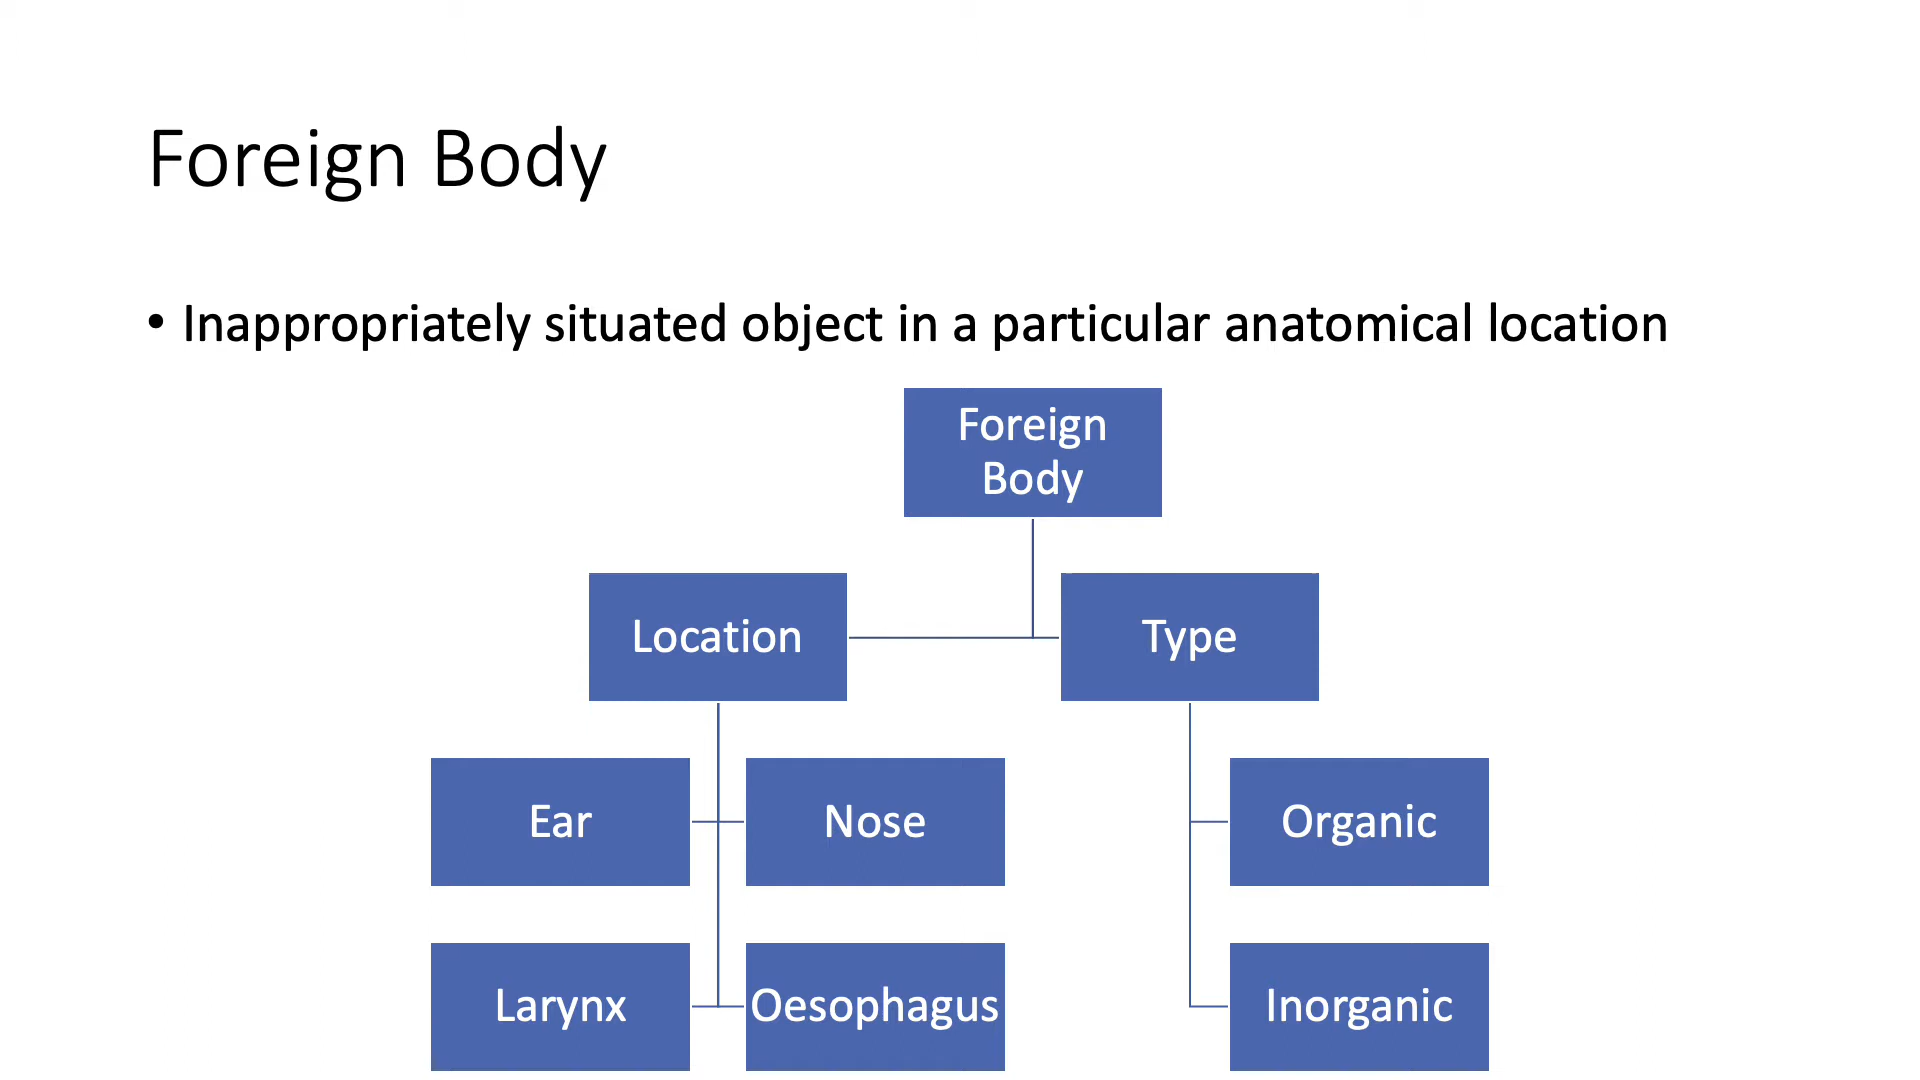 Foreign Body
• Inappropriately situated object in a particular anatomical location
Foreign
Body
Location
Type
Ear
Nose
Organic
Larynx
Oesophagus
Inorganic